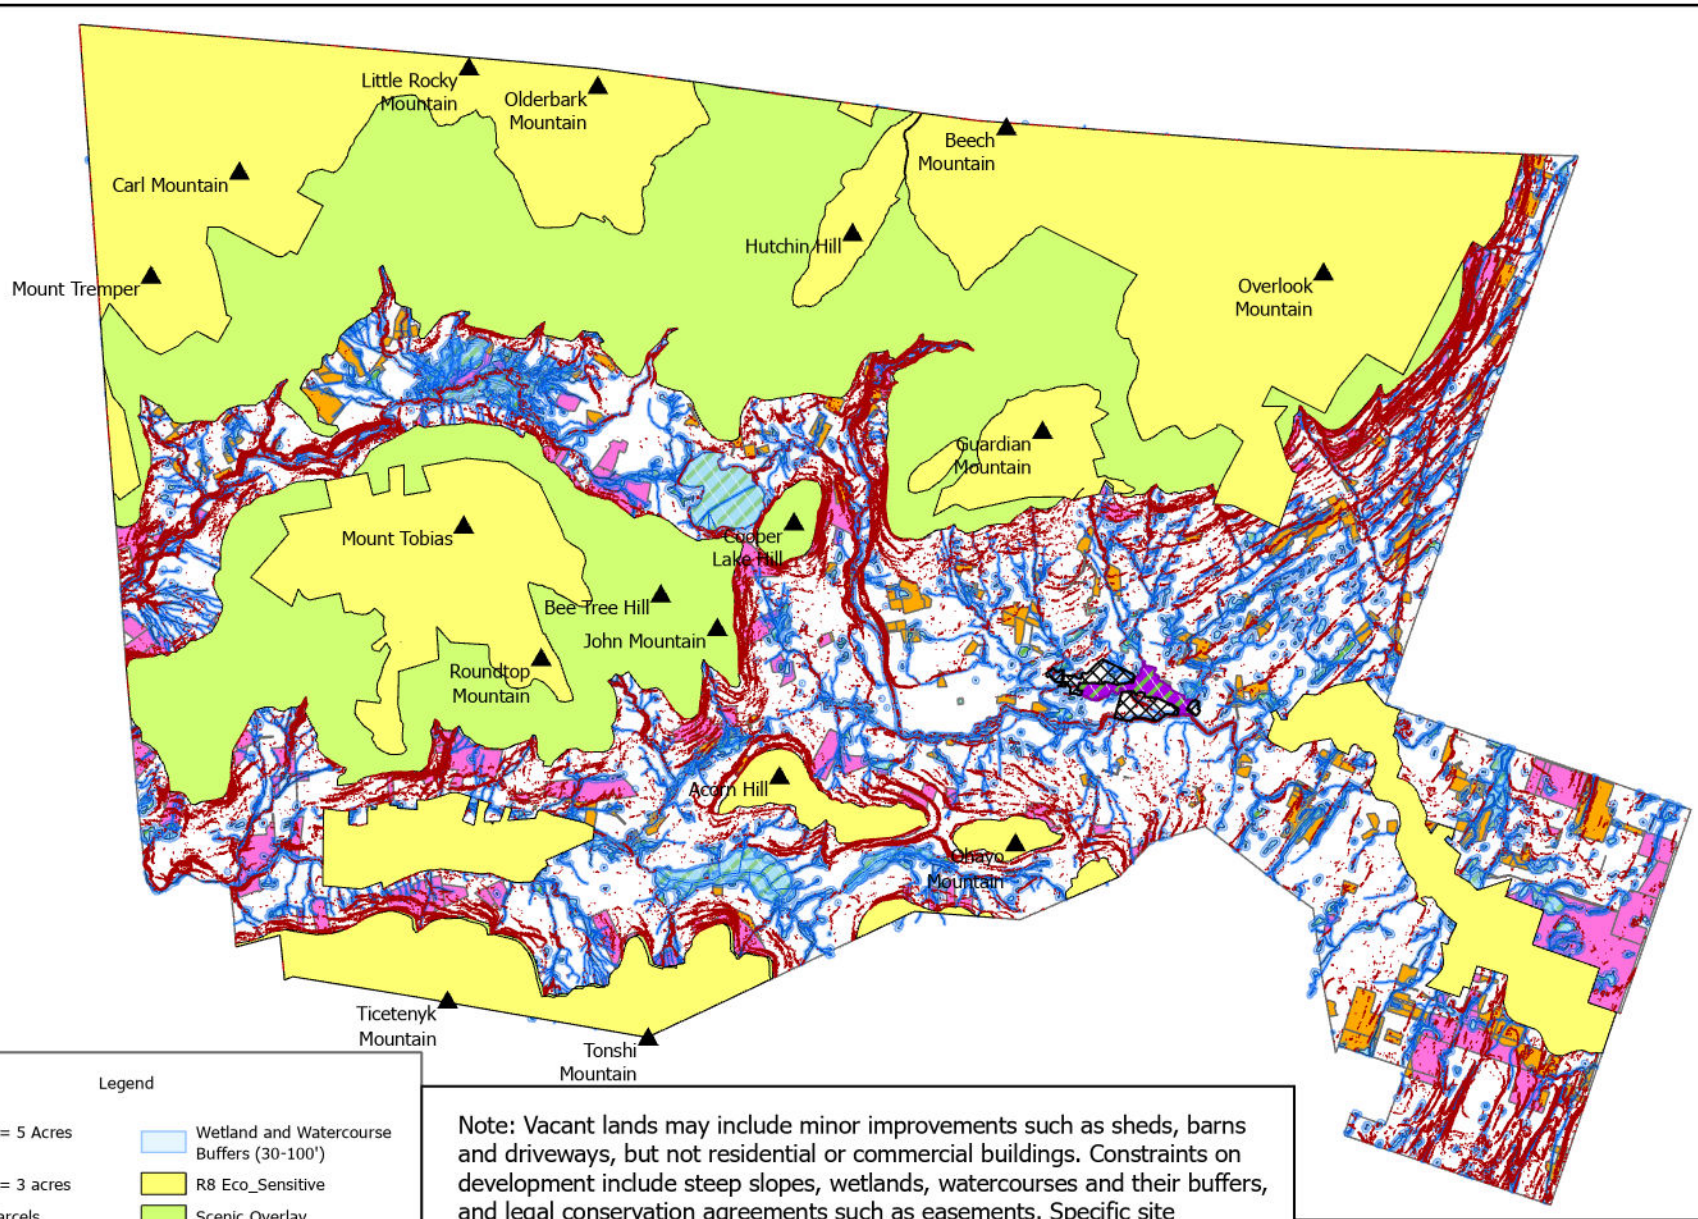 Little Rocky
Mountain
Olderbark
Mountain
Beech
Mountain
Carl Mountain
Hutchin Hill
Mount Tremper
Overlook
Mountain
Guardian
Mountain
Mount Tobias
Cooper
Lake Hill
Bee Tree Hill
John Mountain
Roundtop
Mountain
Acorn Hill
Ohayo
Mountain
Ticetenyk
Mountain
Tonshi
Mountain
Legend
= 5 Acres
= 3 acres
arcels
Wetland and Watercourse
Buffers (30-100')
R8 Eco_Sensitive
Scenic Overlay
Note: Vacant lands may include minor improvements such as sheds, barns
and driveways, but not residential or commercial buildings. Constraints on
development include steep slopes, wetlands, watercourses and their buffers,
and legal conservation agreements such as easements. Specific site